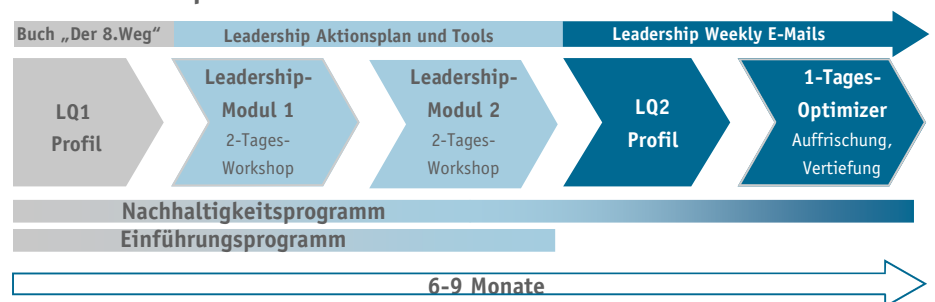 Buch „Der 8.Weg“
Leadership Aktionsplan und Tools
Leadership Weekly E-Mails
LQ1
Profil
Leadership-
Modul 1
2-Tages-
Workshop
Leadership-
Modul 2
2-Tages-
Workshop
LQ2
Profil
1-Tages-
Optimizer
Auffrischung,
Vertiefung
Nachhaltigkeitsprogramm
Einführungsprogramm
6-9 Monate